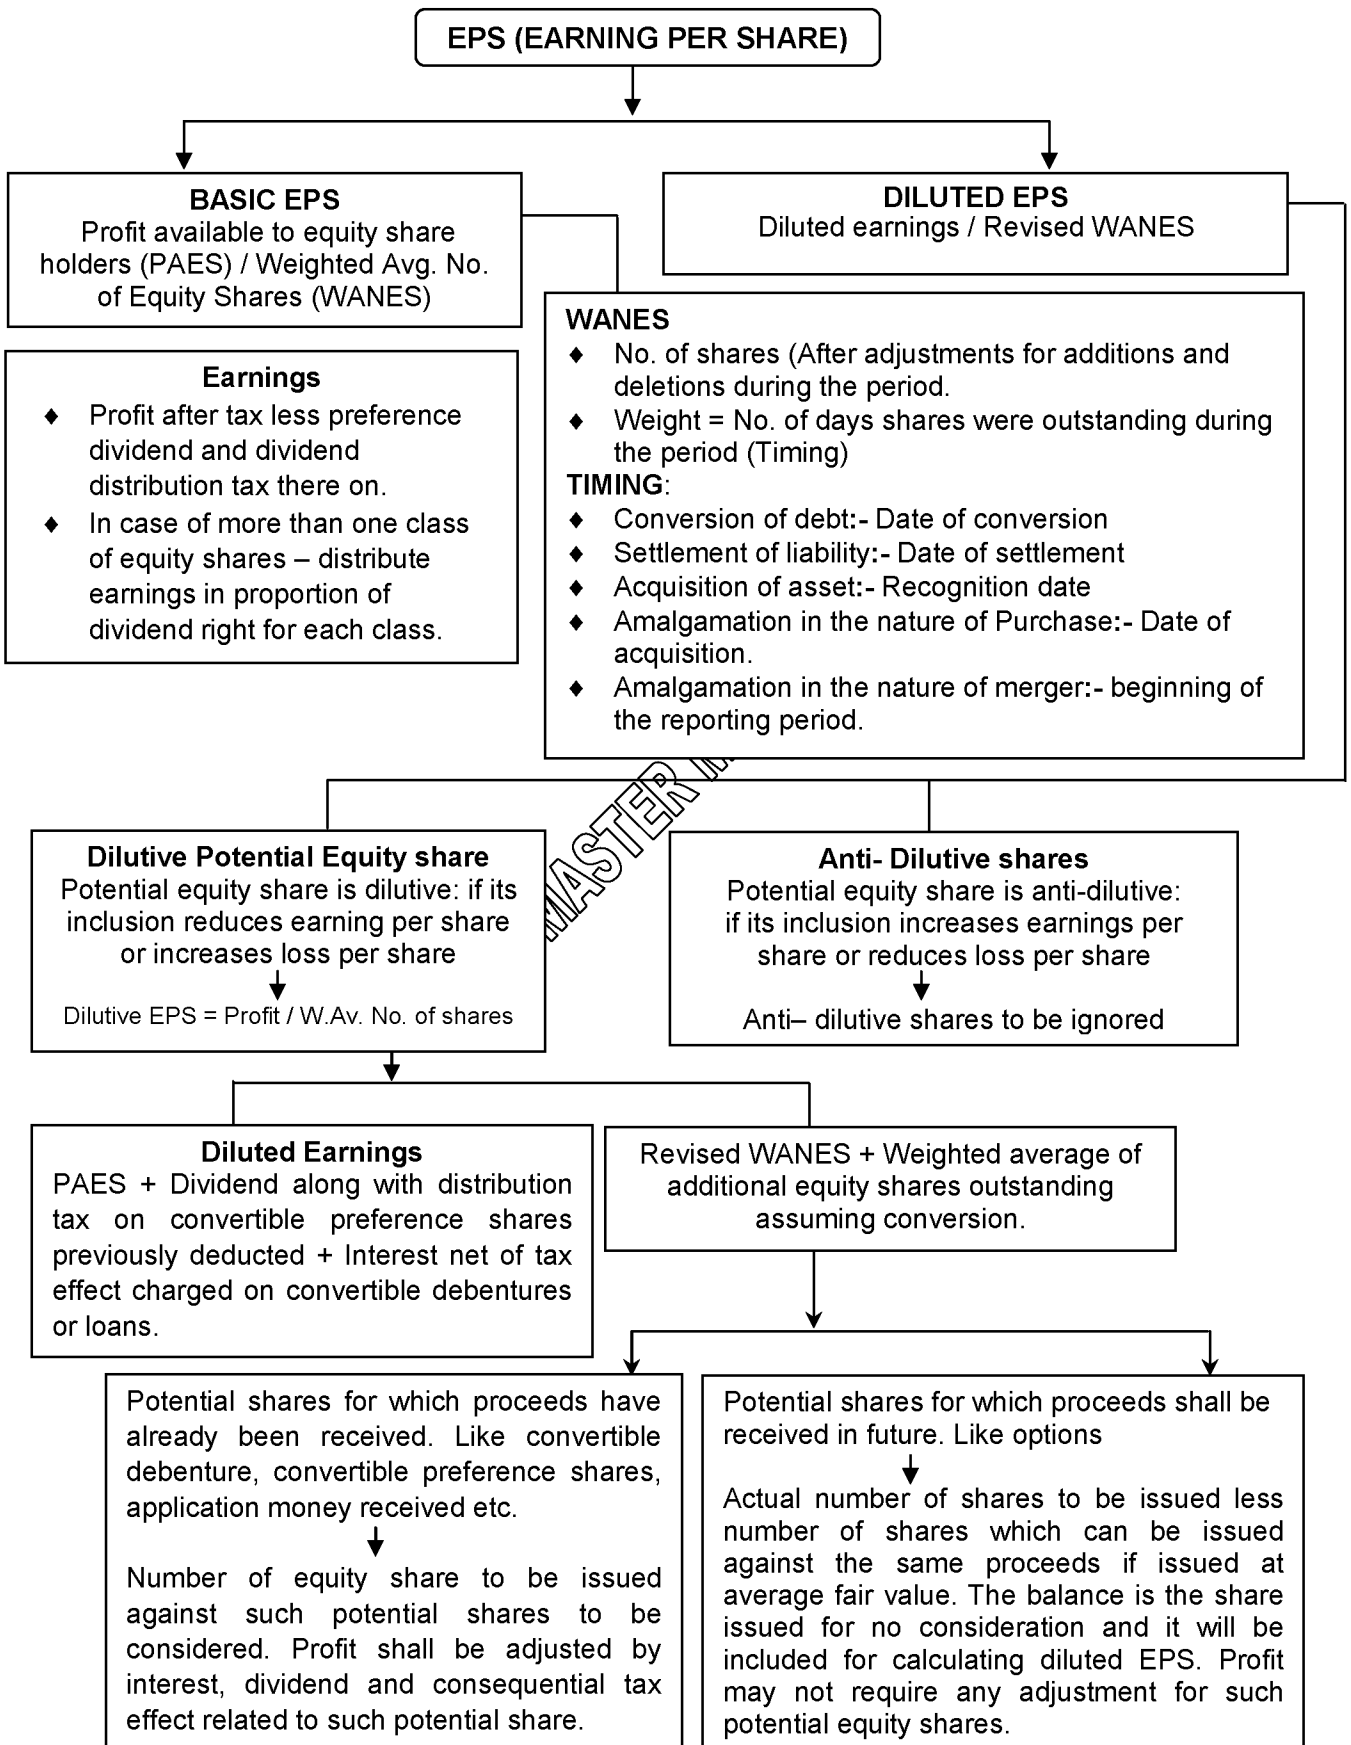 EPS (EARNING PER SHARE)
BASIC EPS
Profit available to equity share
holders (PAES) / Weighted Avg. No.
of Equity Shares (WANES)
DILUTED EPS
Diluted earnings / Revised WANES
Earnings
♦ Profit after tax less preference
dividend and dividend
distribution tax there on.
♦ In case of more than one class
of equity shares – distribute
earnings in proportion of
dividend right for each class.
WANES
♦ No. of shares (After adjustments for additions and
deletions during the period.
♦ Weight = No. of days shares were outstanding during
the period (Timing)
TIMING:
♦ Conversion of debt:- Date of conversion
♦ Settlement of liability:- Date of settlement
♦ Acquisition of asset:- Recognition date
♦ Amalgamation in the nature of Purchase:- Date of
acquisition.
♦ Amalgamation in the nature of merger:- beginning of
the reporting period.
MASTER
Dilutive Potential Equity share
Potential equity share is dilutive: if its
inclusion reduces earning per share
or increases loss per share
Dilutive EPS = Profit / W.Av. No. of shares
Anti- Dilutive shares
Potential equity share is anti-dilutive:
if its inclusion increases earnings per
share or reduces loss per share
Anti– dilutive shares to be ignored
Diluted Earnings
PAES + Dividend along with distribution
tax on convertible preference shares
previously deducted + Interest net of tax
effect charged on convertible debentures
or loans.
Revised WANES + Weighted average of
additional equity shares outstanding
assuming conversion.
Potential shares for which proceeds have
already been received. Like convertible
debenture, convertible preference shares,
application money received etc.
Number of equity share to be issued
against such potential shares to be
considered. Profit shall be adjusted by
interest, dividend and consequential tax
effect related to such potential share.
Potential shares for which proceeds shall be
received in future. Like options
Actual number of shares to be issued less
number of shares which can be issued
against the same proceeds if issued at
average fair value. The balance is the share
issued for no consideration and it will be
included for calculating diluted EPS. Profit
may not require any adjustment for such
potential equity shares.